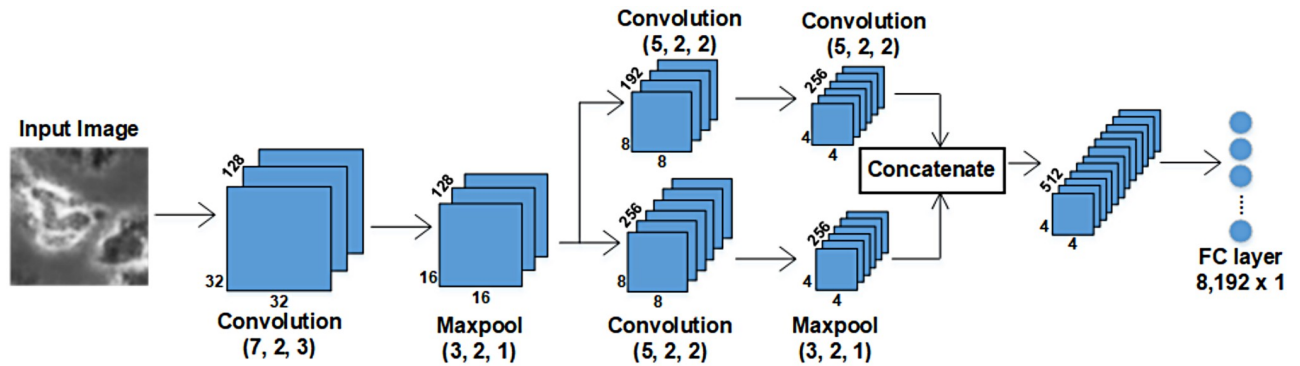 Input Image
128
32
32
Convolution
(7, 2, 3)
128
16
16
Maxpool
(3, 2, 1)
Convolution
(5, 2, 2)
192
8
8
Convolution
(5, 2, 2)
256
4
4
256
8
8
Convolution
(5, 2, 2)
256
4
4
Maxpool
(3, 2, 1)
Concatenate
512
4
4
FC layer
8,192 x 1